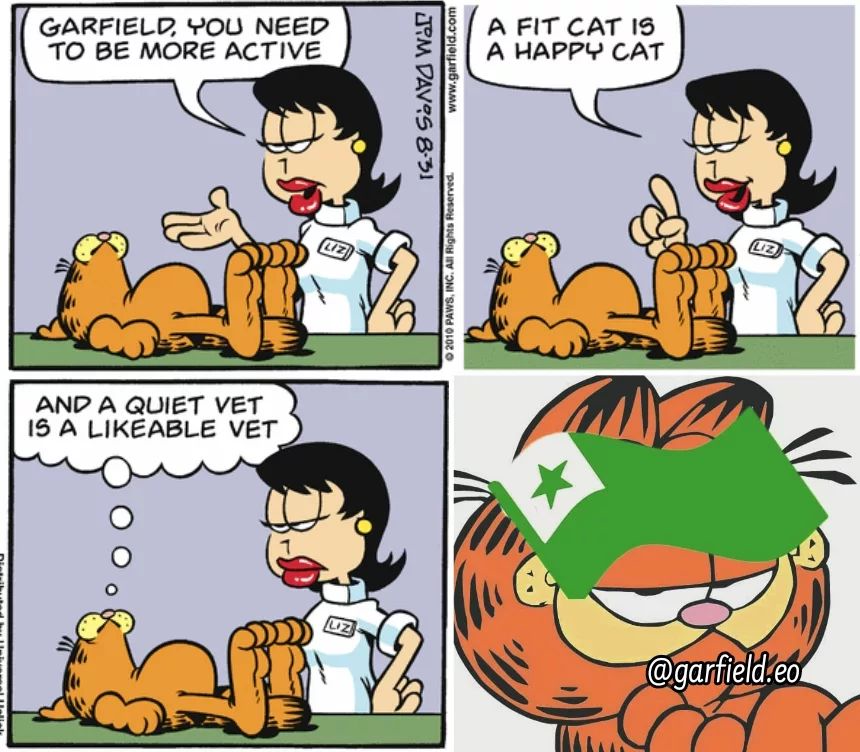 GARFIELD, YOU NEED
TO BE MORE ACTIVE
JIM DAVIS 8-31
© 2010 PAWS, INC. All Rights Reserved.
www.garfield.com
LIZ
A FIT CAT IS
A HAPPY CAT
LIZ
AND A QUIET VET
IS A LIKEABLE VET
LIZ
@garfield.eo